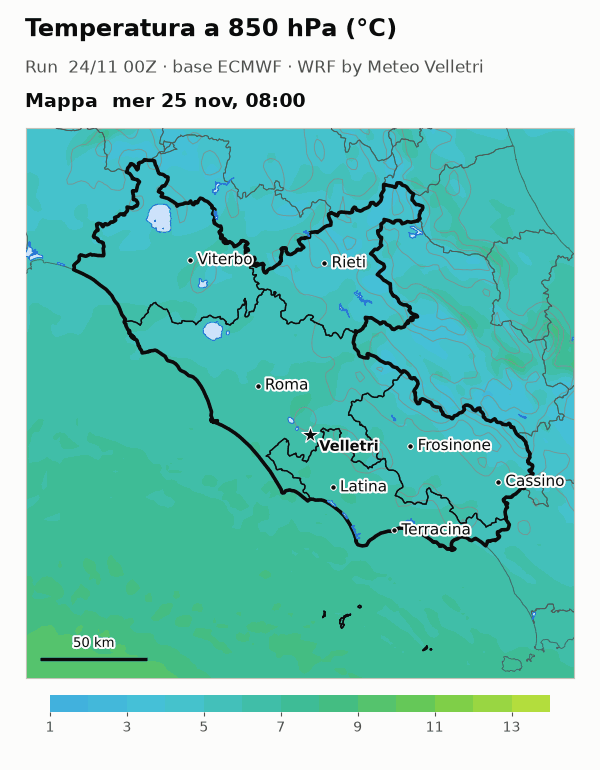 Temperatura a 850 hPa (°C)
Run  24/11 00Z · base ECMWF · WRF by Meteo Velletri
Mappa  mer 25 nov, 08:00
Viterbo
Rieti
Roma
Velletri
Frosinone
Latina
Cassino
Terracina
50 km
1 3 5 7 9 11 13